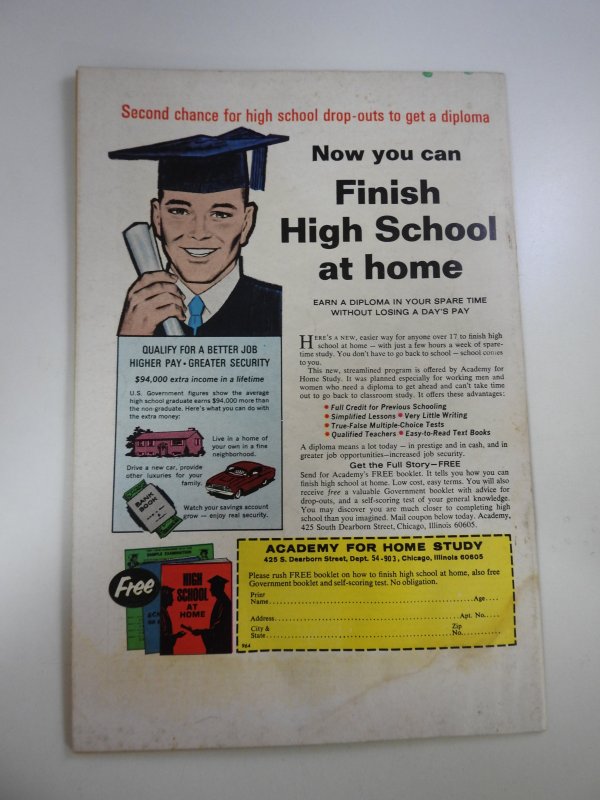 Second chance for high school drop-outs to get a diploma
Now you can
Finish
High School
at home
EARN A DIPLOMA IN YOUR SPARE TIME
WITHOUT LOSING A DAY'S PAY
QUALIFY FOR A BETTER JOB
HIGHER PAY • GREATER SECURITY
$94,000 extra income in a lifetime
U.S. Government figures show the average
high school graduate earns $94,000 more than
the non-graduate. Here's what you can do with
the extra money:
Live in a home of
your own in a fine
neighborhood.
Drive a new car, provide
other luxuries for your
family.
BANK
BOOK
Watch your savings account
grow — enjoy real security.
HERE'S A NEW, easier way for anyone over 17 to finish high
school at home — with just a few hours a week of spare-
time study. You don't have to go back to school — school comes
to you.
This new, streamlined program is offered by Academy for
Home Study. It was planned especially for working men and
women who need a diploma to get ahead and can't take time
out to go back to classroom study. It offers these advantages:
• Full Credit for Previous Schooling
• Simplified Lessons • Very Little Writing
• True-False Multiple-Choice Tests
• Qualified Teachers • Easy-to-Read Text Books
A diploma means a lot today — in prestige and in cash, and in
greater job opportunities—increased job security.
Get the Full Story—FREE
Send for Academy's FREE booklet. It tells you how you can
finish high school at home. Low cost, easy terms. You will also
receive free a valuable Government booklet with advice for
drop-outs, and a self-scoring test of your general knowledge.
You may discover you are much closer to completing high
school than you imagined. Mail coupon below today. Academy,
425 South Dearborn Street, Chicago, Illinois 60605.
SAMPLE EXAMINATION
Free
HIGH
SCHOOL
AT
HOME
ACADEMY FOR HOME STUDY
425 S. Dearborn Street, Dept. 54-903, Chicago, Illinois 60605
Please rush FREE booklet on how to finish high school at home, also free
Government booklet and self-scoring test. No obligation.
Print
Name Age
Address Apt. No.
City & Zip
State No.